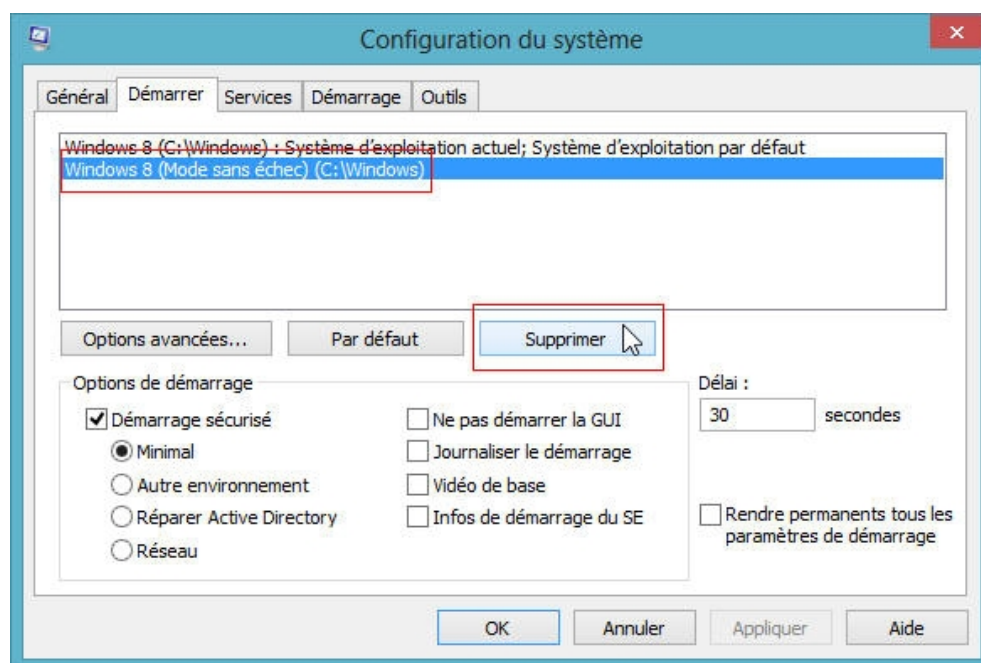 Configuration du système
Général Démarrer Services Démarrage Outils
Windows 8 (C:\Windows) : Système d'exploitation actuel; Système d'exploitation par défaut
Windows 8 (Mode sans échec) (C:\Windows)
Options avancées... Par défaut Supprimer
Options de démarrage Délai :
Démarrage sécurisé Ne pas démarrer la GUI 30 secondes
Minimal Journaliser le démarrage
Autre environnement Vidéo de base
Réparer Active Directory Infos de démarrage du SE Rendre permanents tous les
paramètres de démarrage
Réseau
OK Annuler Appliquer Aide